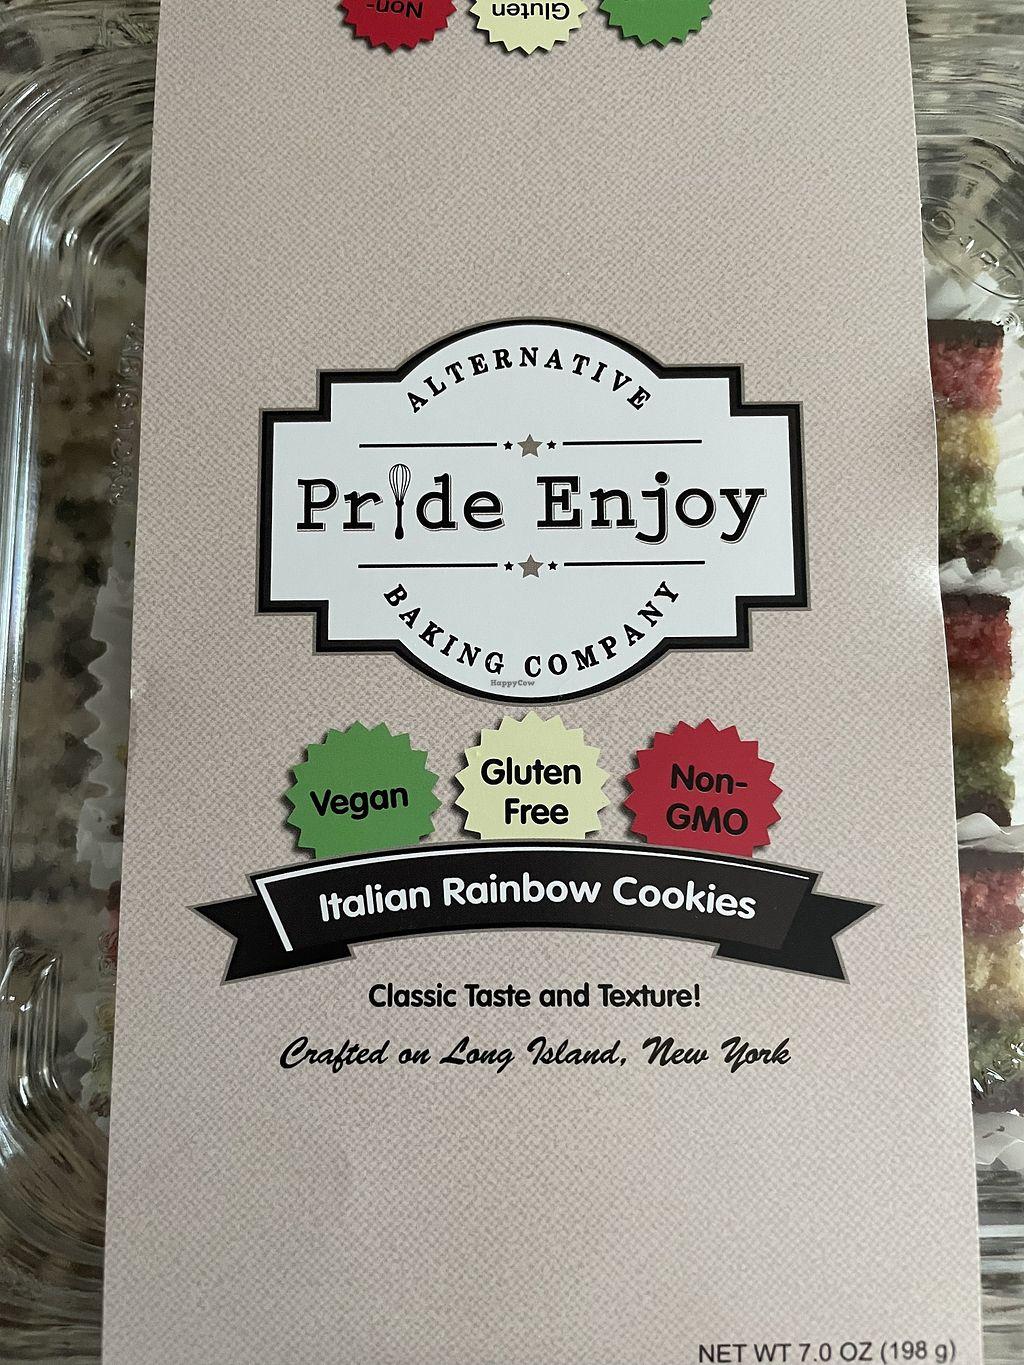 Non-
Gluten
ALTERNATIVE
Pride Enjoy
BAKING COMPANY
HappyCow
Vegan
Gluten
Free
Non-
GMO
Italian Rainbow Cookies
Classic Taste and Texture!
Crafted on Long Island, New York
NET WT 7.0 OZ (198 g)